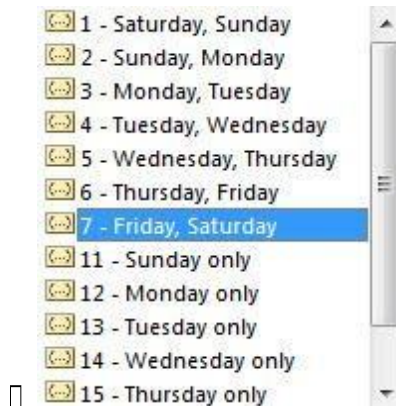 1 - Saturday, Sunday
2 - Sunday, Monday
3 - Monday, Tuesday
4 - Tuesday, Wednesday
5 - Wednesday, Thursday
6 - Thursday, Friday
7 - Friday, Saturday
11 - Sunday only
12 - Monday only
13 - Tuesday only
14 - Wednesday only
15 - Thursday only